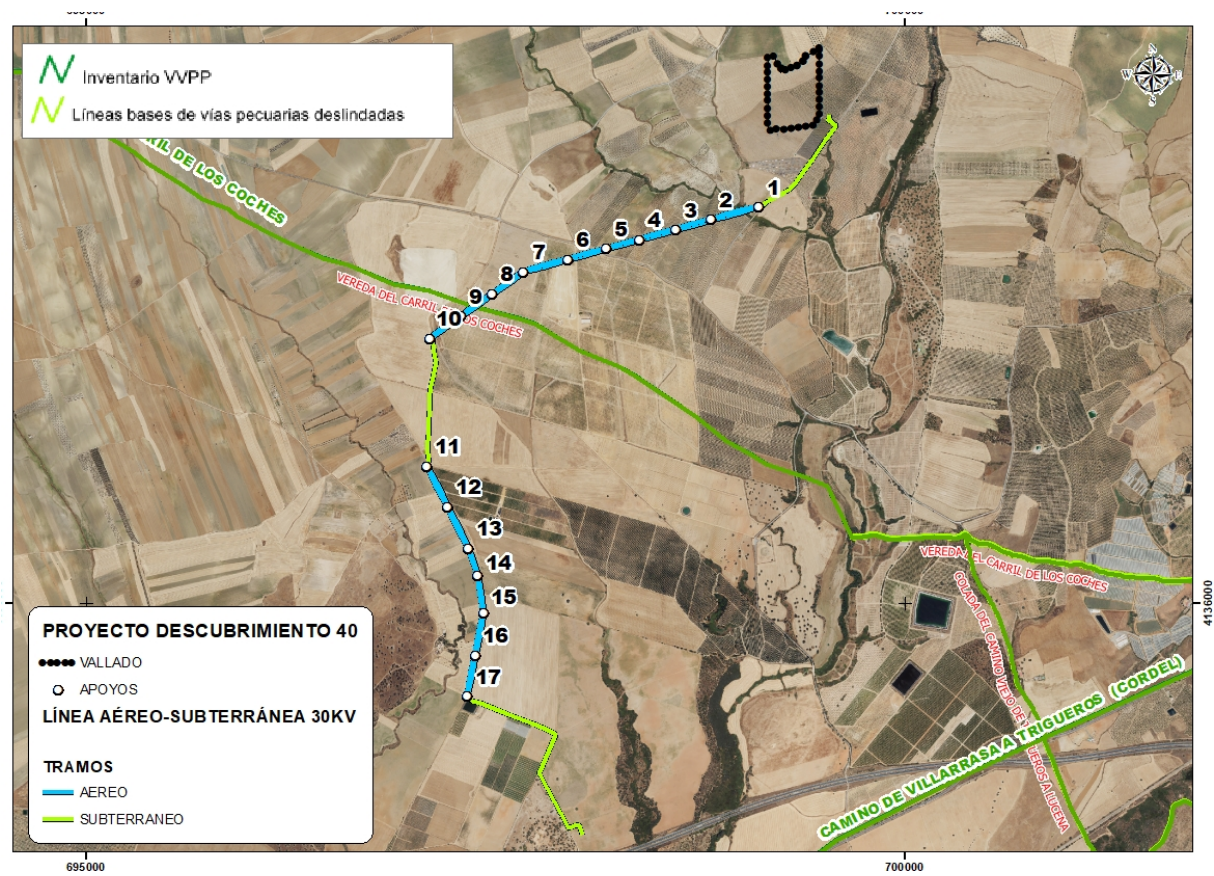 695000
700000
Inventario VVPP
Líneas bases de vías pecuarias deslindadas
N
W
E
S
RIL DE LOS COCHES
VEREDA DEL CARRIL DE LOS COCHES
1
2
3
4
5
6
7
8
9
10
11
12
13
14
15
16
17
VEREDA DEL CARRIL DE LOS COCHES
4136000
CAMINO DE VILLARRASA A TRIGUEROS (CORDEL)
PROYECTO DESCUBRIMIENTO 40
VALLADO
APOYOS
LÍNEA AÉREO-SUBTERRÁNEA 30KV
TRAMOS
AEREO
SUBTERRANEO
695000
700000